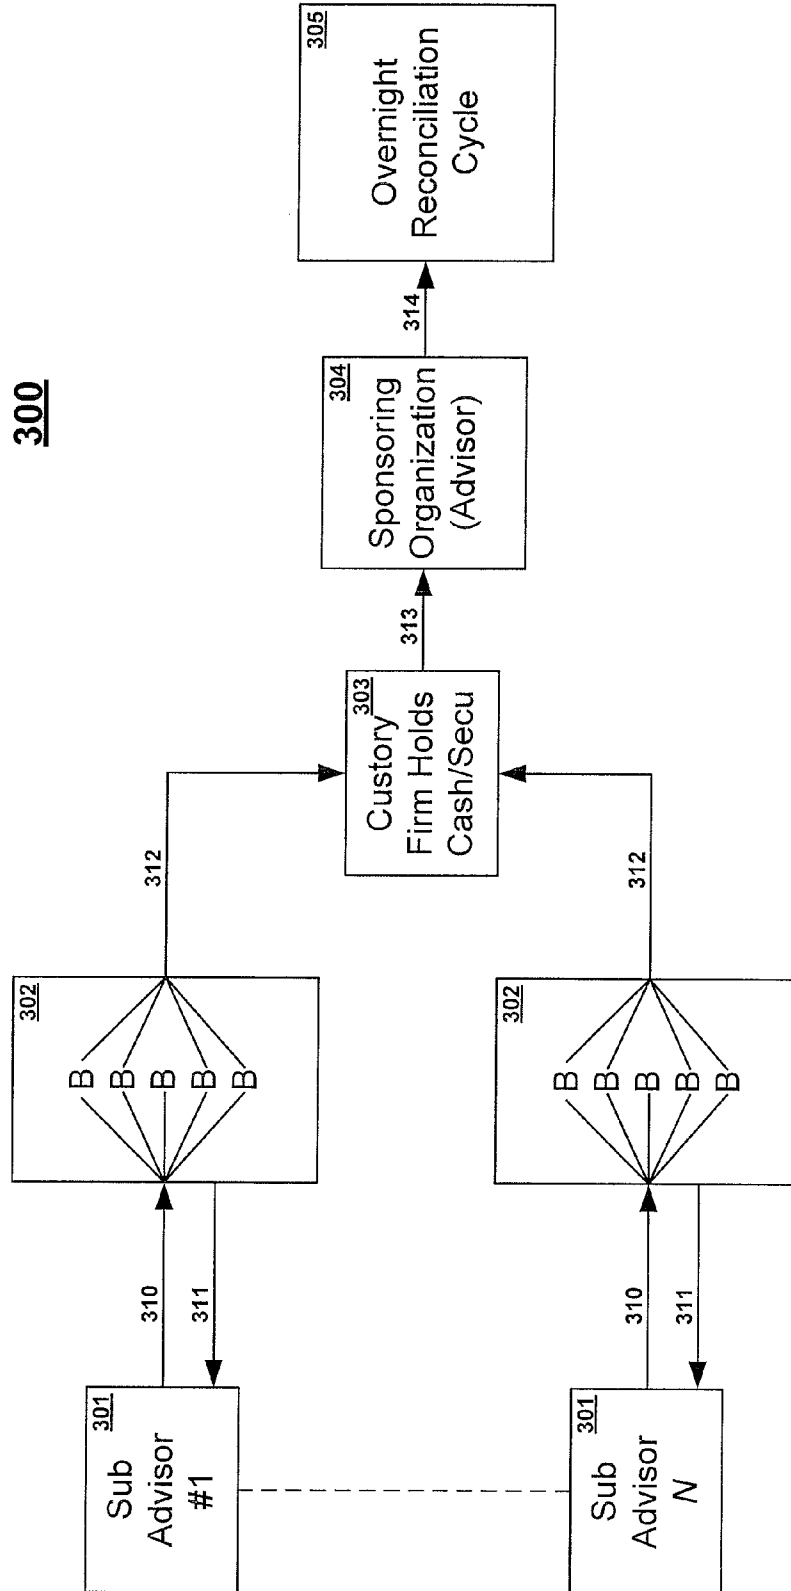 300
301
Sub
Advisor
#1
310
311
302
B
B
B
B
B
312
301
Sub
Advisor
N
310
311
302
B
B
B
B
B
312
303
Custory
Firm Holds
Cash/Secu
313
304
Sponsoring
Organization
(Advisor)
314
305
Overnight
Reconciliation
Cycle